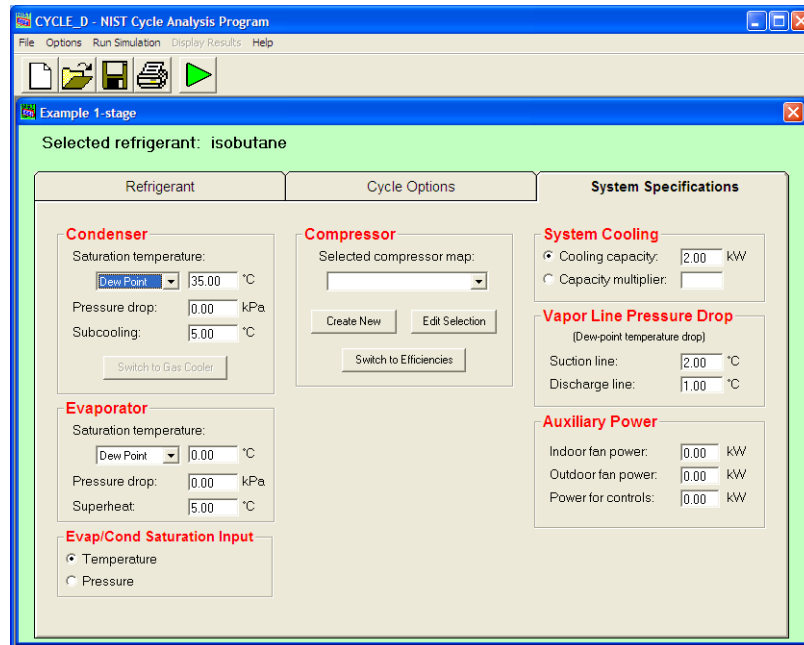 CYCLE_D - NIST Cycle Analysis Program
File Options Run Simulation Display Results Help
Example 1-stage
Selected refrigerant: isobutane
Refrigerant
Cycle Options
System Specifications
Condenser
Saturation temperature:
Dew Point 35.00 °C
Pressure drop: 0.00 kPa
Subcooling: 5.00 °C
Switch to Gas Cooler
Evaporator
Saturation temperature:
Dew Point 0.00 °C
Pressure drop: 0.00 kPa
Superheat: 5.00 °C
Evap/Cond Saturation Input
Temperature
Pressure
Compressor
Selected compressor map:
Create New Edit Selection
Switch to Efficiencies
System Cooling
Cooling capacity: 2.00 kW
Capacity multiplier:
Vapor Line Pressure Drop
(Dew-point temperature drop)
Suction line: 2.00 °C
Discharge line: 1.00 °C
Auxiliary Power
Indoor fan power: 0.00 kW
Outdoor fan power: 0.00 kW
Power for controls: 0.00 kW